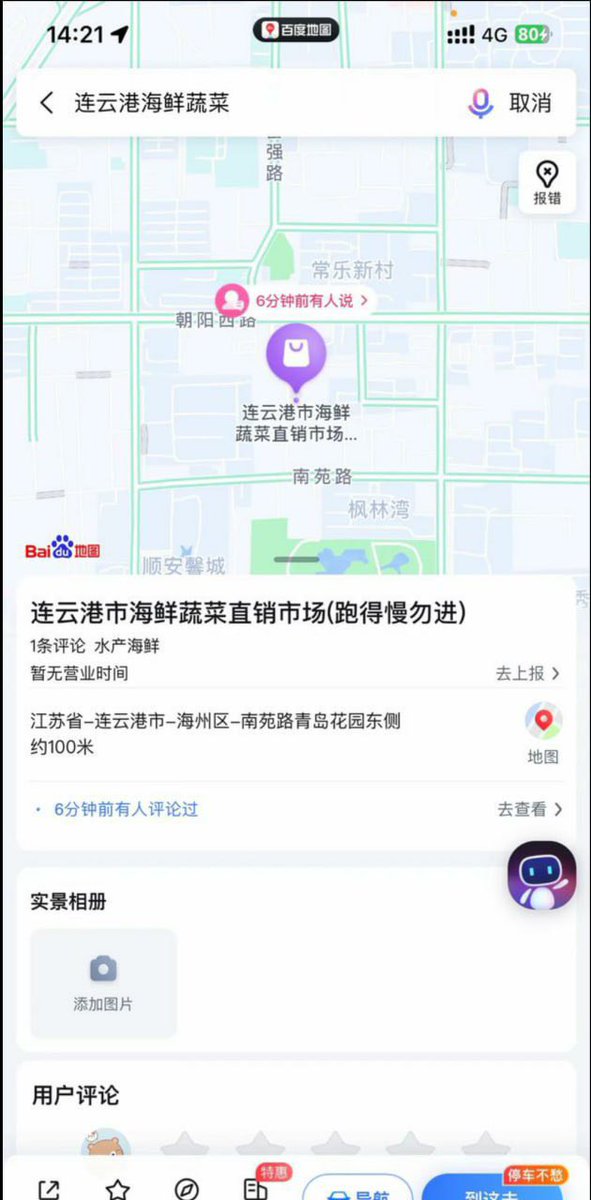 14:21
百度地图
4G
80
连云港海鲜蔬菜
取消
报错
强
路
常乐新村
6分钟前有人说
朝阳西路
连云港市海鲜
蔬菜直销市场...
南苑路
枫林湾
Bai du 地图
顺安馨城
秀
连云港市海鲜蔬菜直销市场(跑得慢勿进)
1条评论 水产海鲜
暂无营业时间
去上报
江苏省-连云港市-海州区-南苑路青岛花园东侧
约100米
地图
· 6分钟前有人评论过
去查看
实景相册
添加图片
用户评论
特惠
停车不愁
导航
到这去